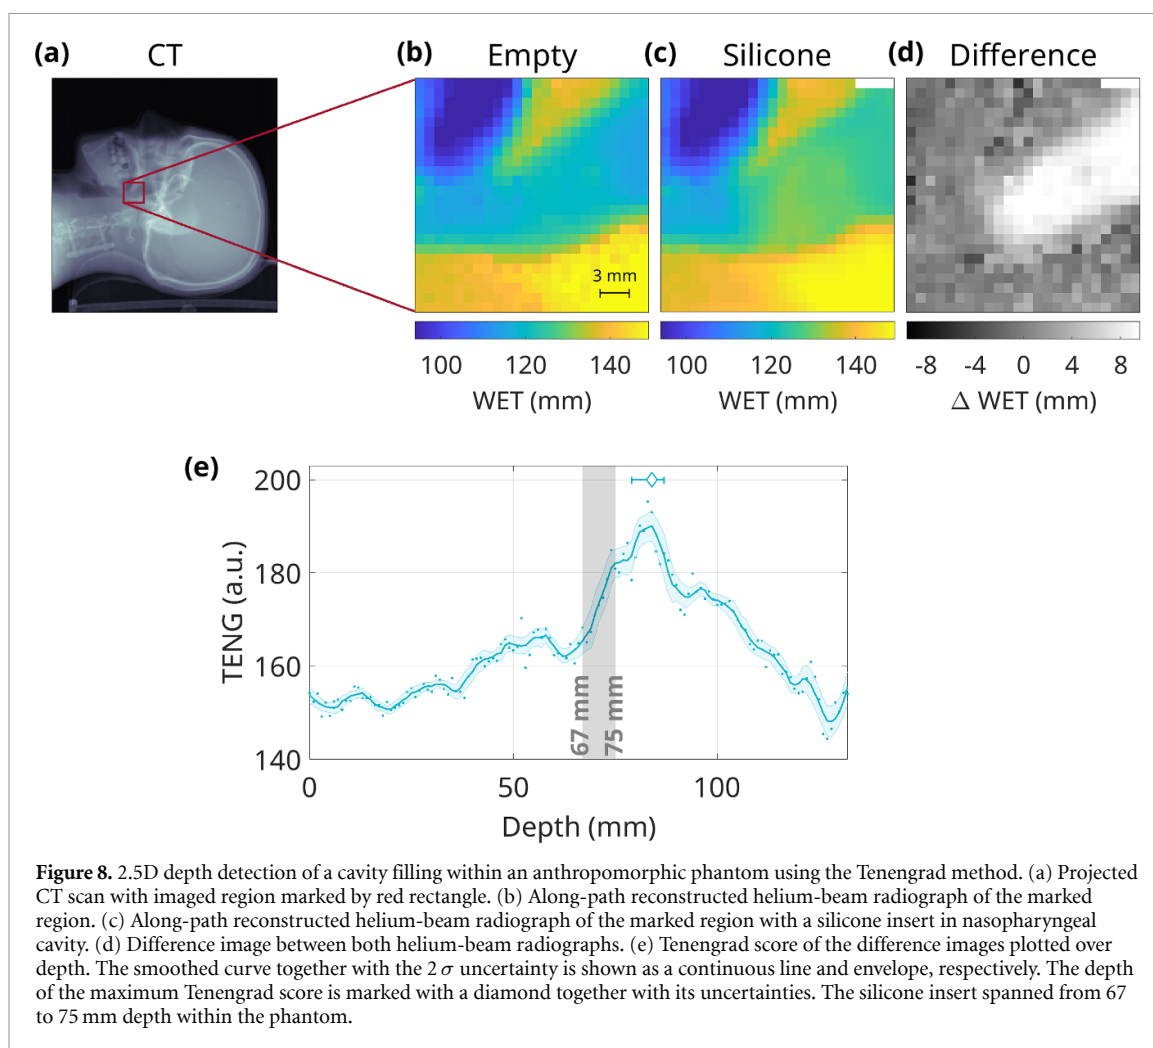 (a) CT
(b) Empty
(c) Silicone
(d) Difference
3 mm
100 120 140
WET (mm)
100 120 140
WET (mm)
-8 -4 0 4 8
Δ WET (mm)
(e)
200
180
160
140
TENG (a.u.)
67 mm
75 mm
0 50 100
Depth (mm)
Figure 8. 2.5D depth detection of a cavity filling within an anthropomorphic phantom using the Tenengrad method. (a) Projected
CT scan with imaged region marked by red rectangle. (b) Along-path reconstructed helium-beam radiograph of the marked
region. (c) Along-path reconstructed helium-beam radiograph of the marked region with a silicone insert in nasopharyngeal
cavity. (d) Difference image between both helium-beam radiographs. (e) Tenengrad score of the difference images plotted over
depth. The smoothed curve together with the 2 σ uncertainty is shown as a continuous line and envelope, respectively. The depth
of the maximum Tenengrad score is marked with a diamond together with its uncertainties. The silicone insert spanned from 67
to 75 mm depth within the phantom.